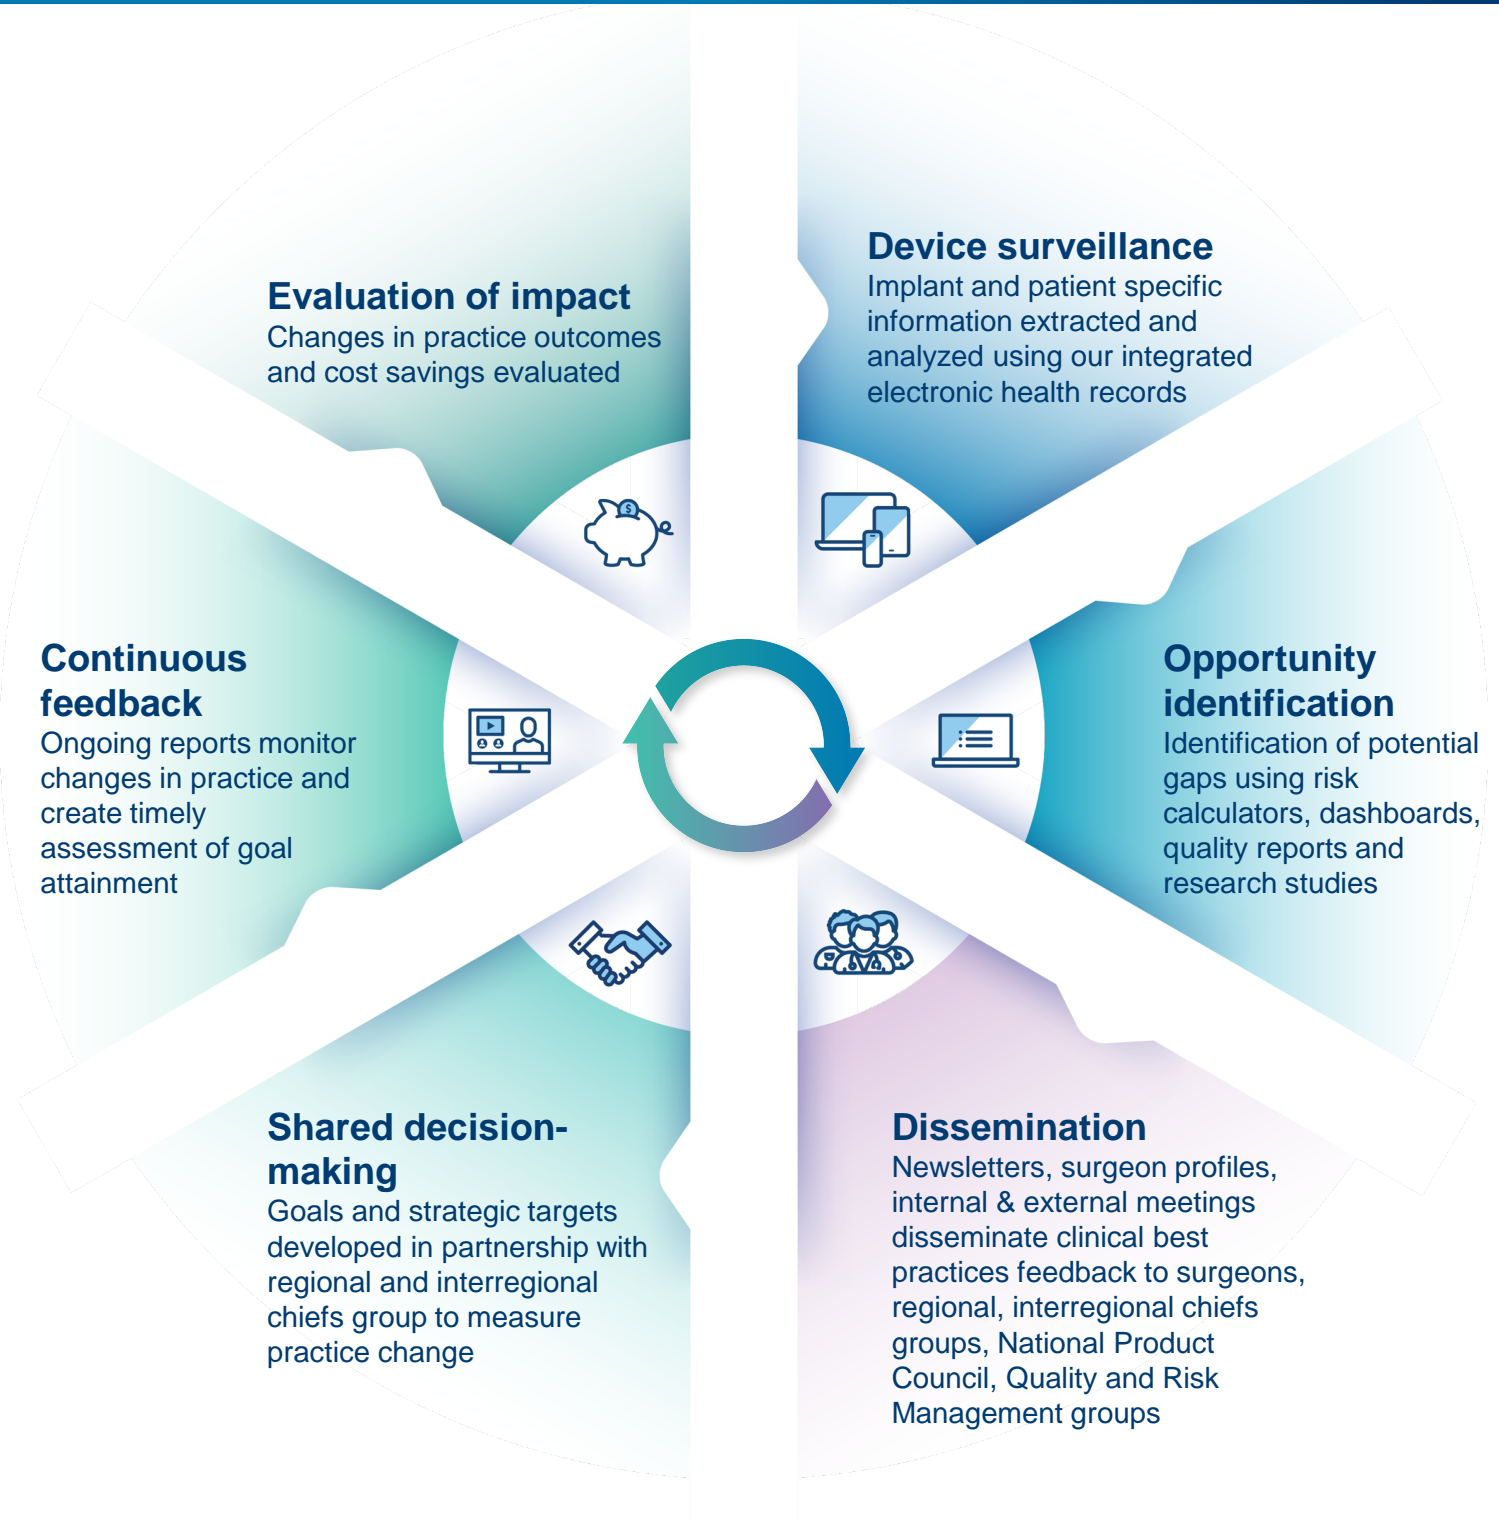 Device surveillance
Implant and patient specific
information extracted and
analyzed using our integrated
electronic health records
Opportunity
identification
Identification of potential
gaps using risk
calculators, dashboards,
quality reports and
research studies
Dissemination
Newsletters, surgeon profiles,
internal & external meetings
disseminate clinical best
practices feedback to surgeons,
regional, interregional chiefs
groups, National Product
Council, Quality and Risk
Management groups
Shared decision-
making
Goals and strategic targets
developed in partnership with
regional and interregional
chiefs group to measure
practice change
Continuous
feedback
Ongoing reports monitor
changes in practice and
create timely
assessment of goal
attainment
Evaluation of impact
Changes in practice outcomes
and cost savings evaluated
$